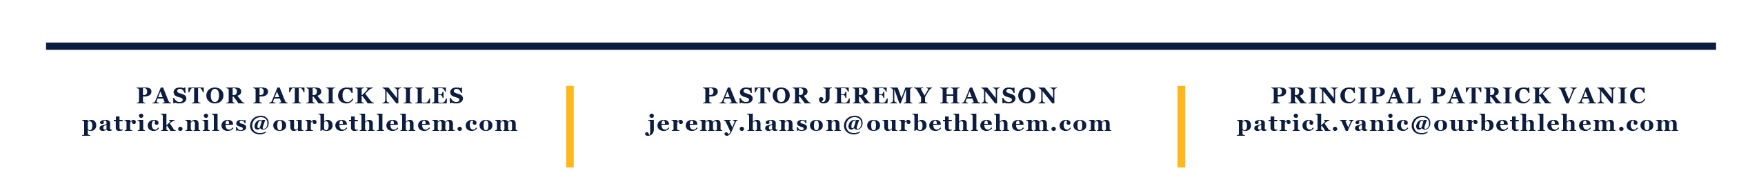 PASTOR PATRICK NILES
patrick.niles@ourbethlehem.com
PASTOR JEREMY HANSON
jeremy.hanson@ourbethlehem.com
PRINCIPAL PATRICK VANIC
patrick.vanic@ourbethlehem.com